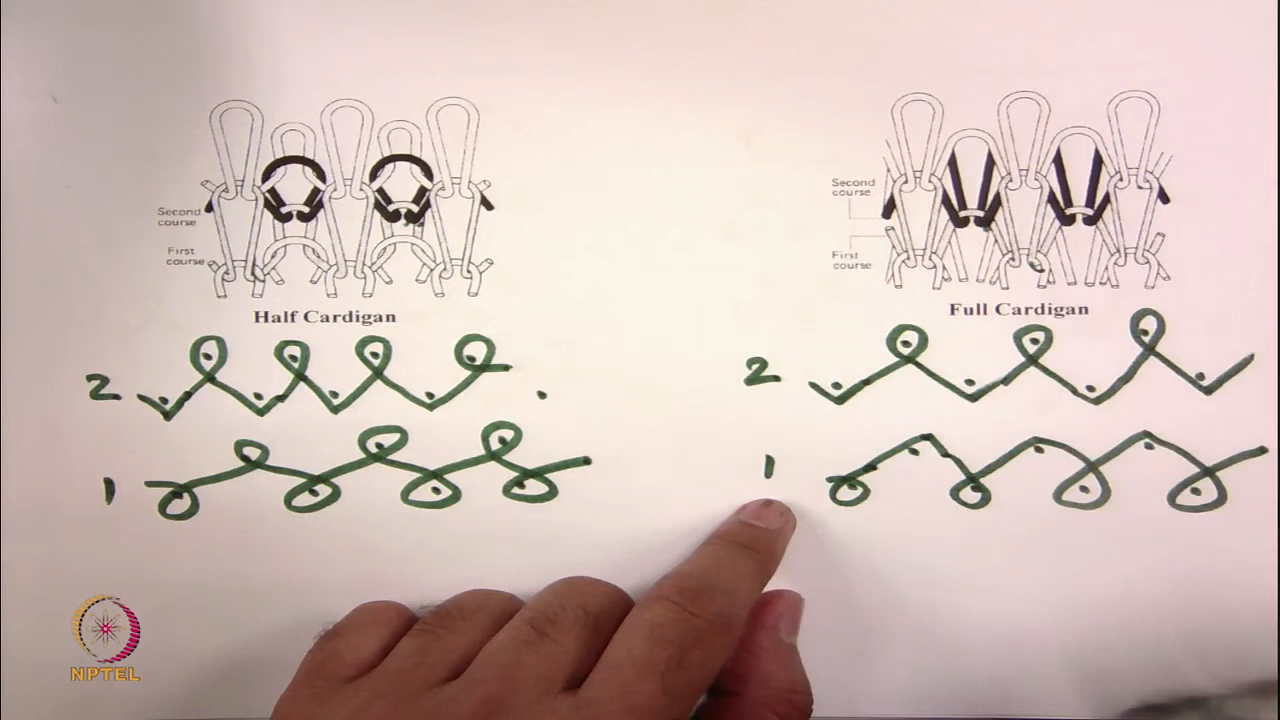 Second
course
First
course
Half Cardigan
2
1
Second
course
First
course
Full Cardigan
2
1
NPTEL